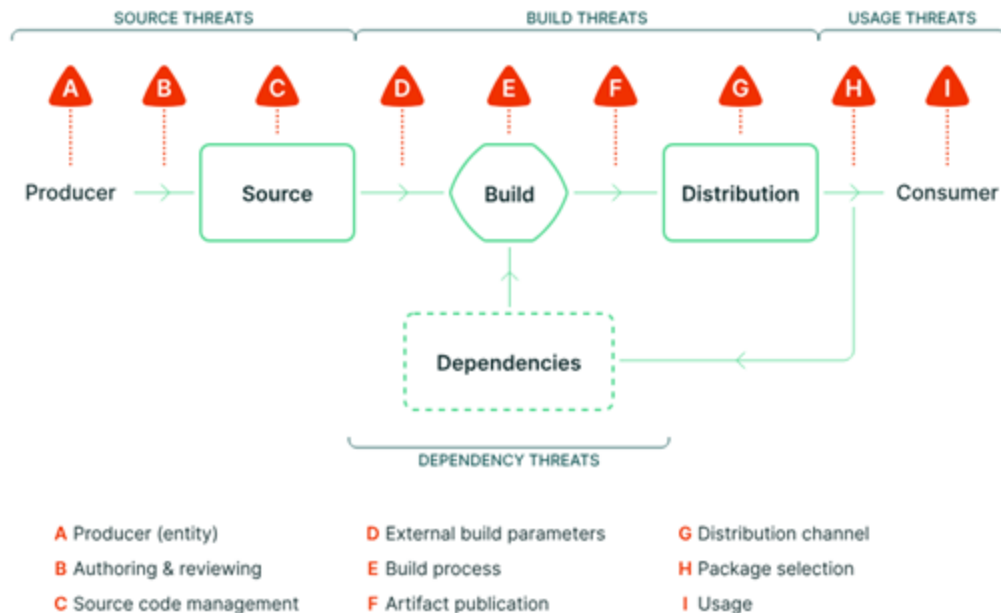 SOURCE THREATS BUILD THREATS USAGE THREATS
A B C D E F G H I
Producer Source Build Distribution Consumer
Dependencies
DEPENDENCY THREATS
A Producer (entity) D External build parameters G Distribution channel
B Authoring & reviewing E Build process H Package selection
C Source code management F Artifact publication I Usage